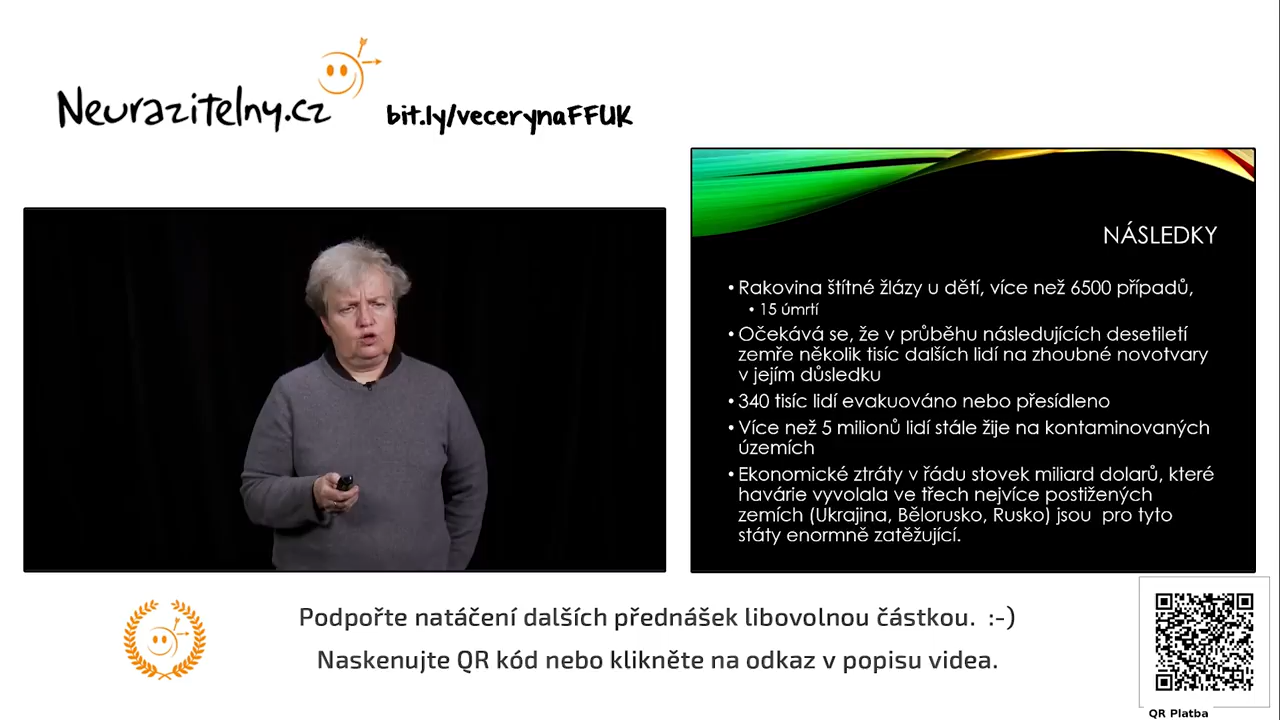 Neurazitelny.cz
bit.ly/vecerynaFFUK
NÁSLEDKY
• Rakovina štítné žlázy u dětí, více než 6500 případů,
• 15 úmrtí
• Očekává se, že v průběhu následujících desetiletí
zemře několik tisíc dalších lidí na zhoubné novotvary
v jejím důsledku
• 340 tisíc lidí evakuováno nebo přesídleno
• Více než 5 milionů lidí stále žije na kontaminovaných
územích
• Ekonomické ztráty v řádu stovek miliard dolarů, které
havárie vyvolala ve třech nejvíce postižených
zemích (Ukrajina, Bělorusko, Rusko) jsou pro tyto
státy enormně zatěžující.
Podpořte natáčení dalších přednášek libovolnou částkou. :-)
Naskenujte QR kód nebo klikněte na odkaz v popisu videa.
QR Platba